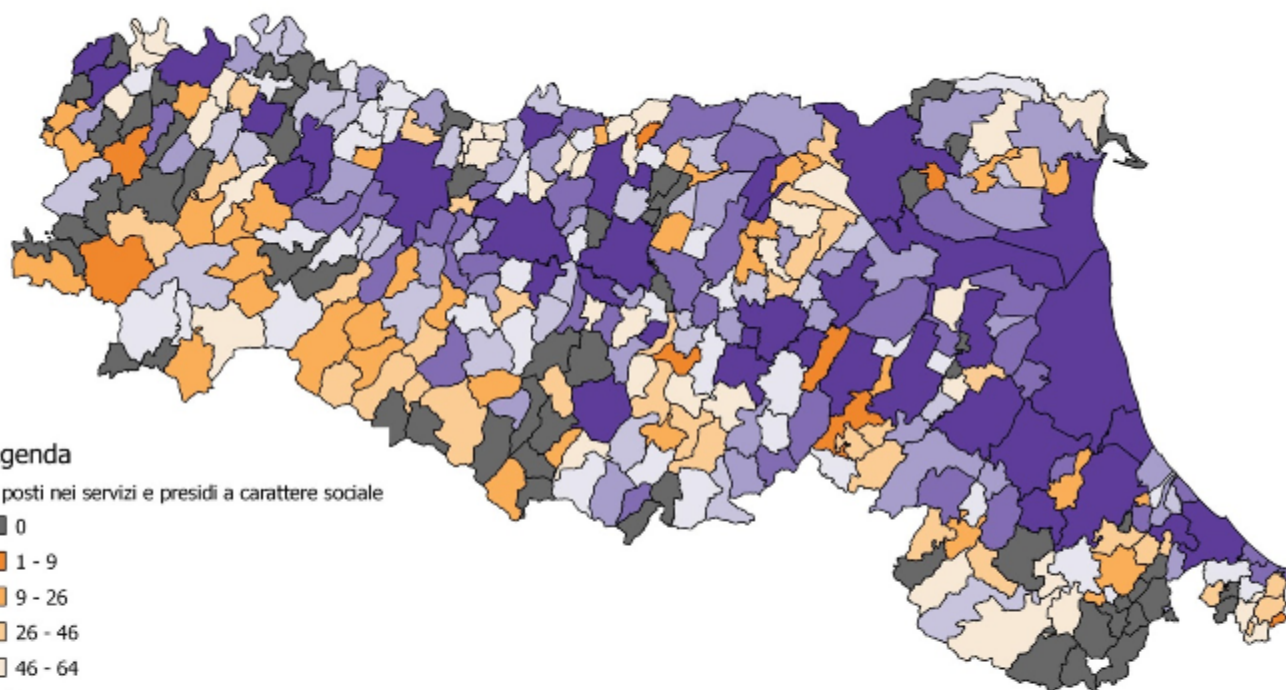 genda
posti nei servizi e presidi a carattere sociale
0
1 - 9
9 - 26
26 - 46
46 - 64